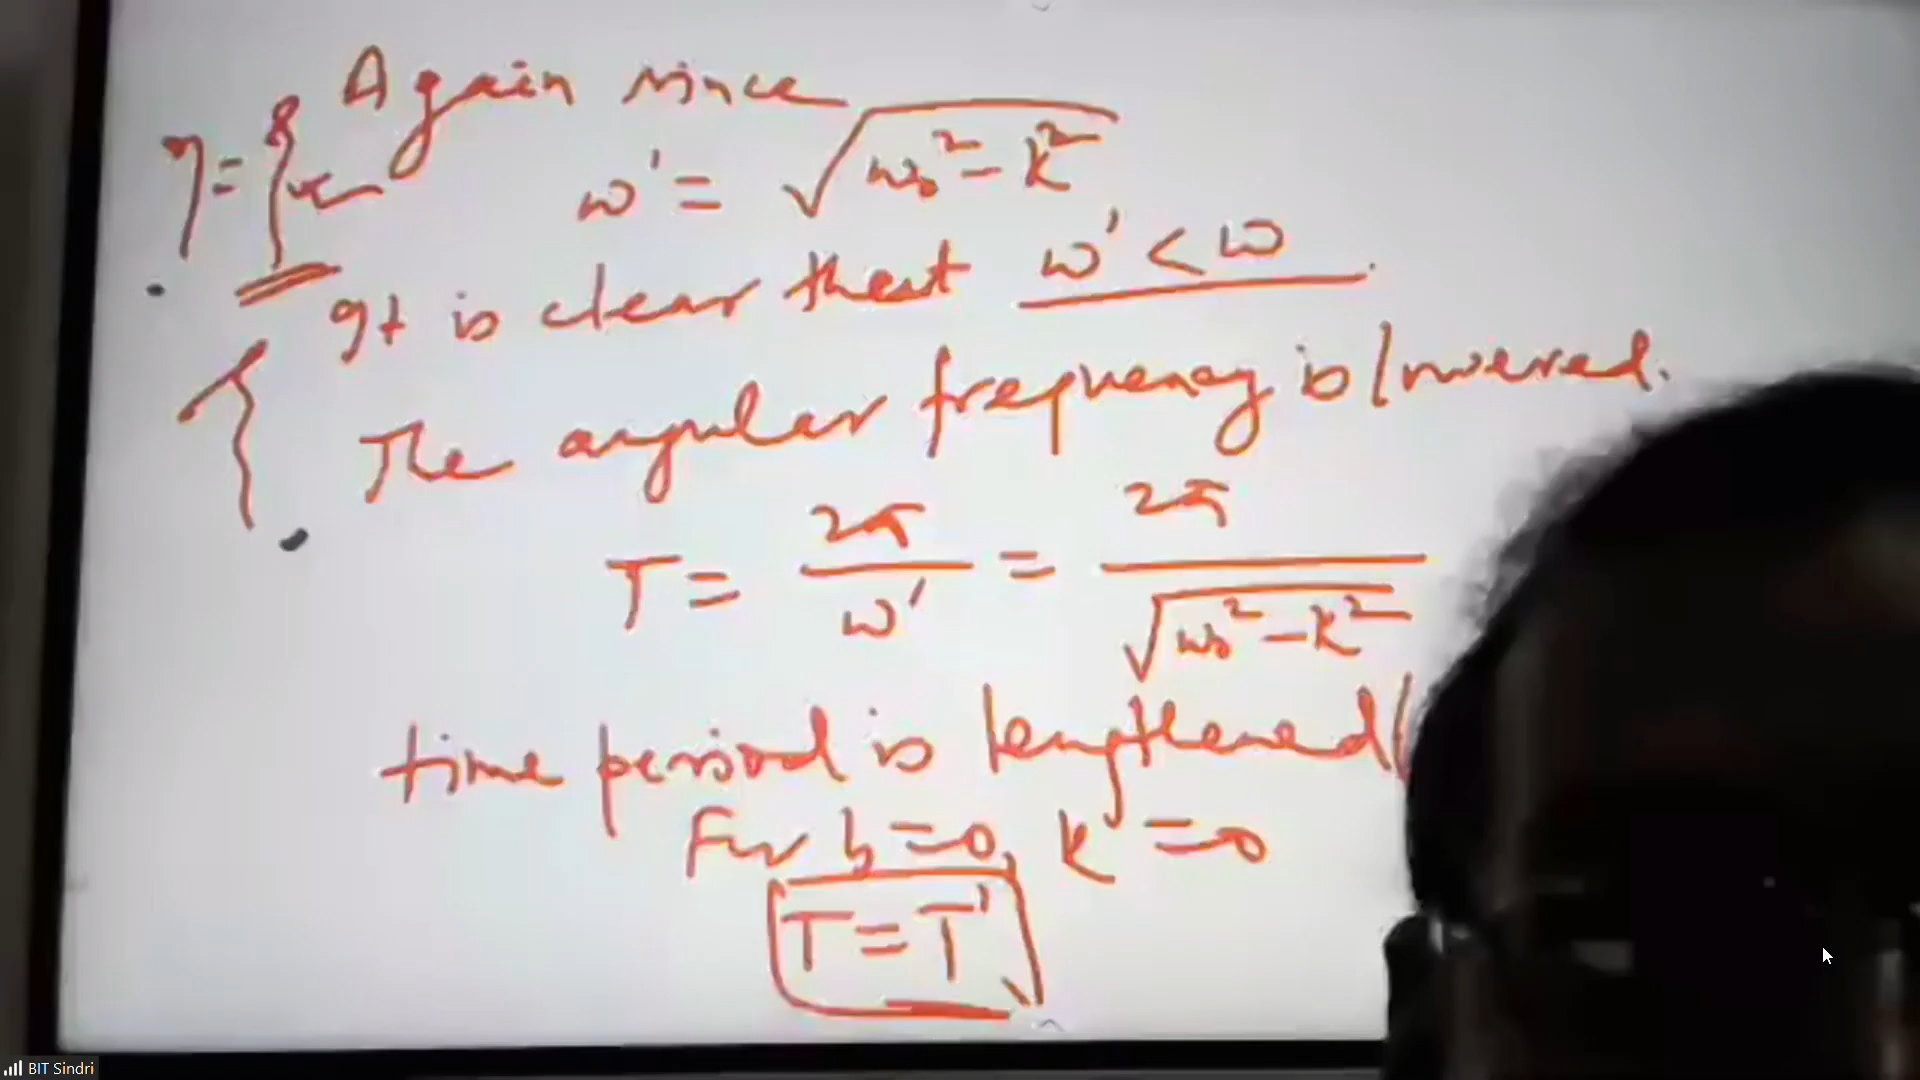 Again since
η =
ω' = √ω₀² - k²
It is clear that ω' < ω
The angular frequency is lowered.
T = 2π/ω' = 2π/√ω₀² - k²
time period is lengthened
For b = 0, k = 0
T = T'
BIT Sindri